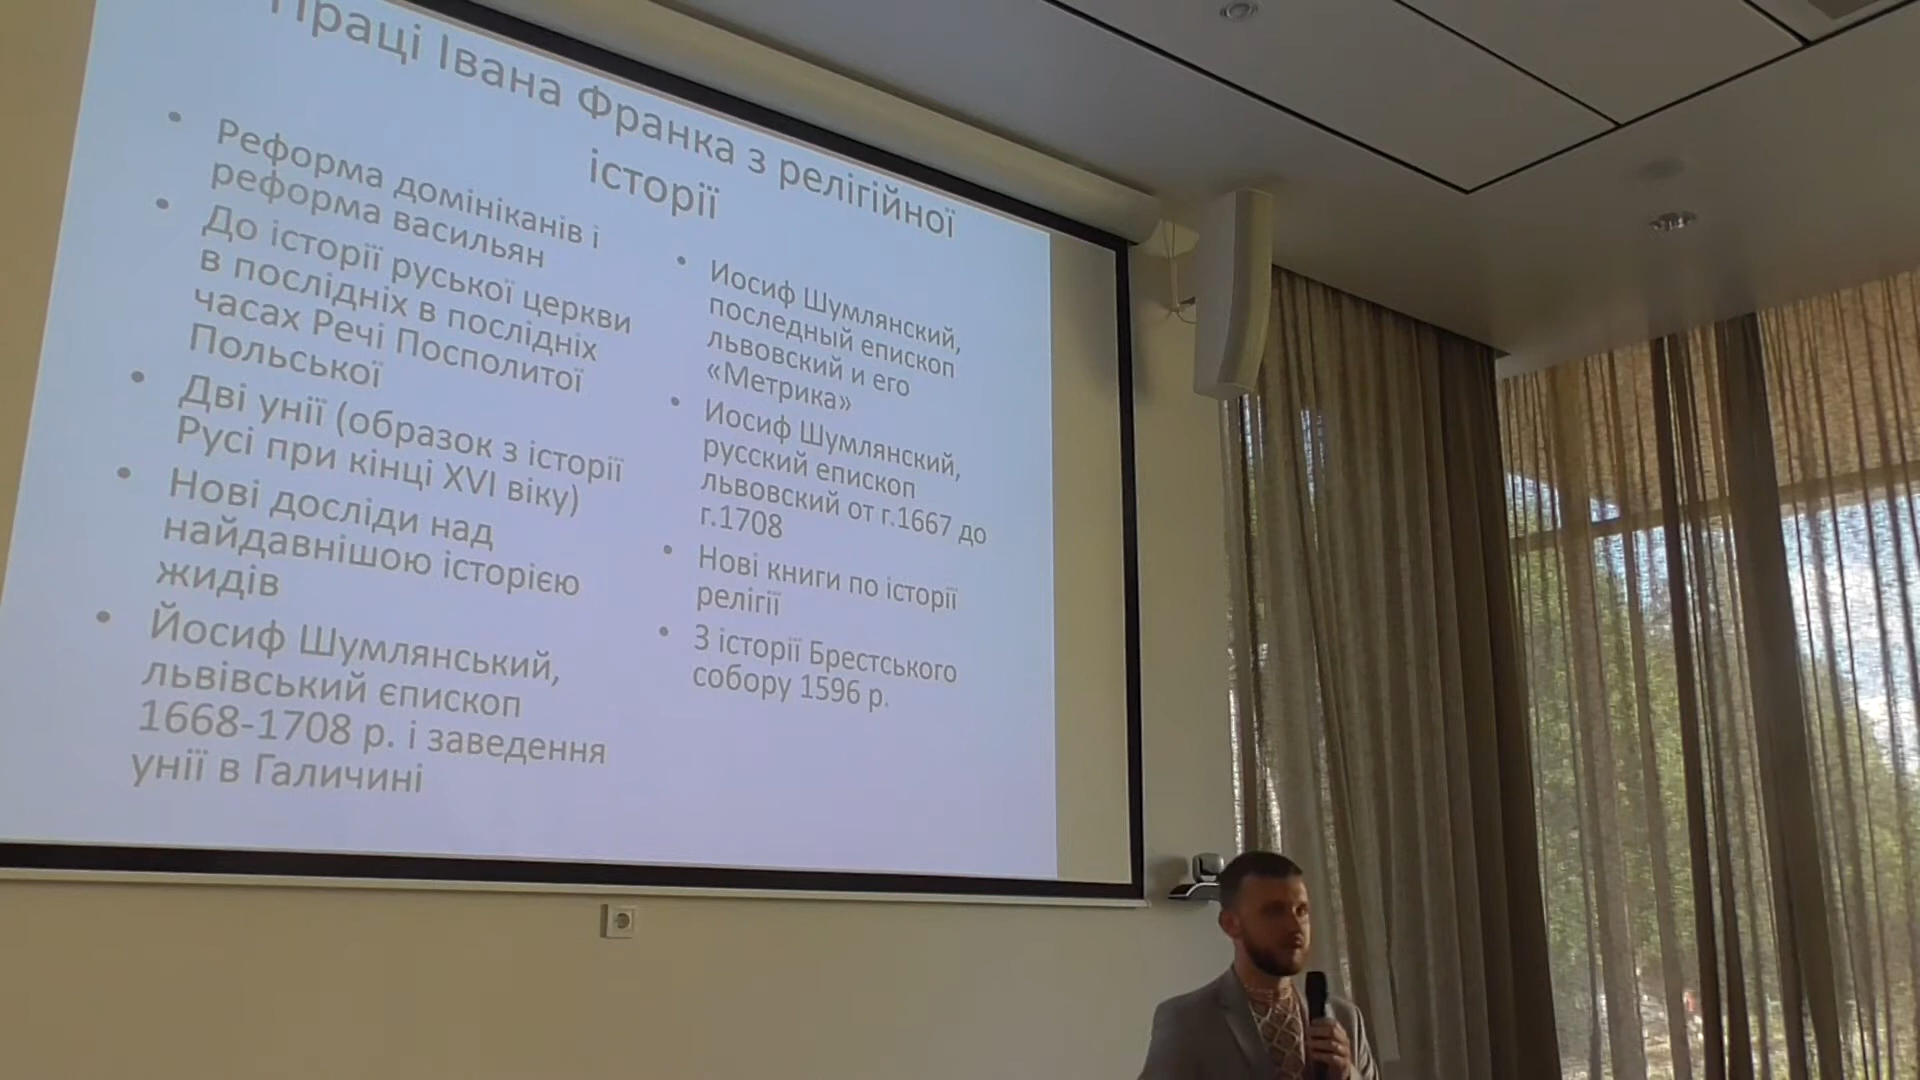 Праці Івана Франка з релігійної
історії
Реформа домініканів і
реформа васильян
До історії руської церкви
в послідніх в послідніх
часах Речі Посполитої
Польської
Дві унії (образок з історії
Русі при кінці XVI віку)
Нові досліди над
найдавнішою історією
жидів
Йосиф Шумлянський,
львівський єпископ
1668-1708 р. і заведення
унії в Галичині
Иосиф Шумлянский,
последный епископ
львовский и его
«Метрика»
Иосиф Шумлянский,
русский епископ
львовский от г.1667 до
г.1708
Нові книги по історії
релігії
З історії Брестського
собору 1596 р.